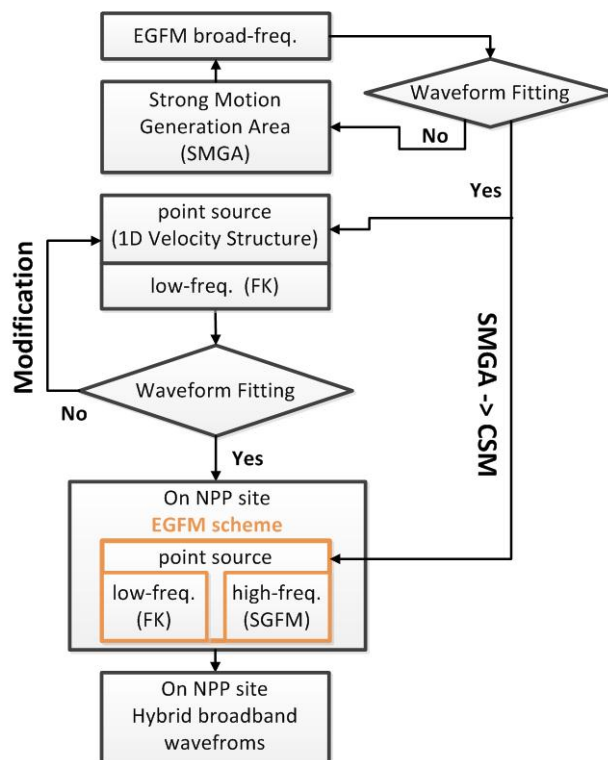 EGFM broad-freq.
Waveform Fitting
Strong Motion
Generation Area
(SMGA)
No
Yes
point source
(1D Velocity Structure)
low-freq. (FK)
Modification
SMGA -> CSM
Waveform Fitting
No
Yes
On NPP site
EGFM scheme
point source
low-freq.
(FK)
high-freq.
(SGFM)
On NPP site
Hybrid broadband
wavefroms